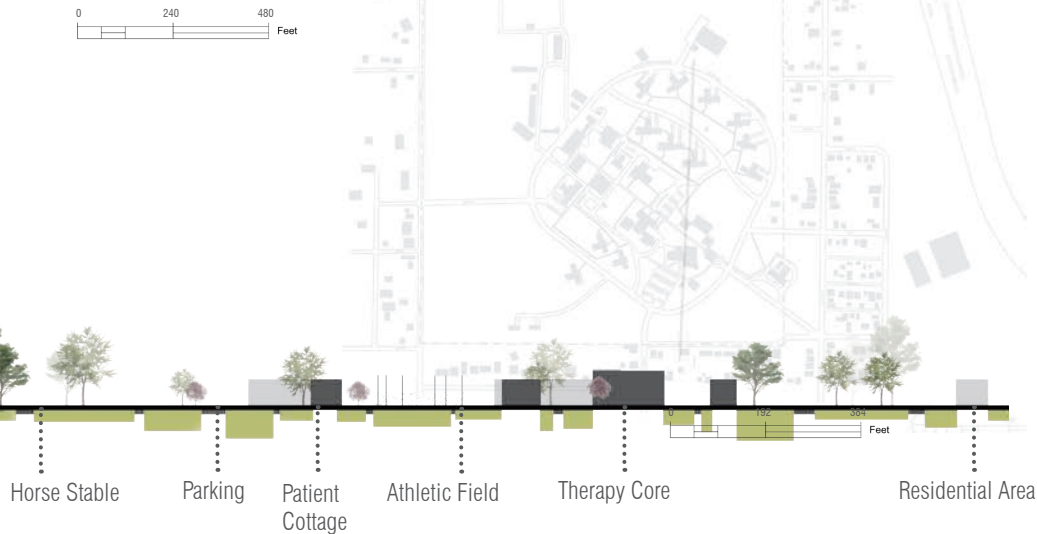 0 240 480
Feet
0 192 384
Feet
Horse Stable
Parking
Patient
Cottage
Athletic Field
Therapy Core
Residential Area